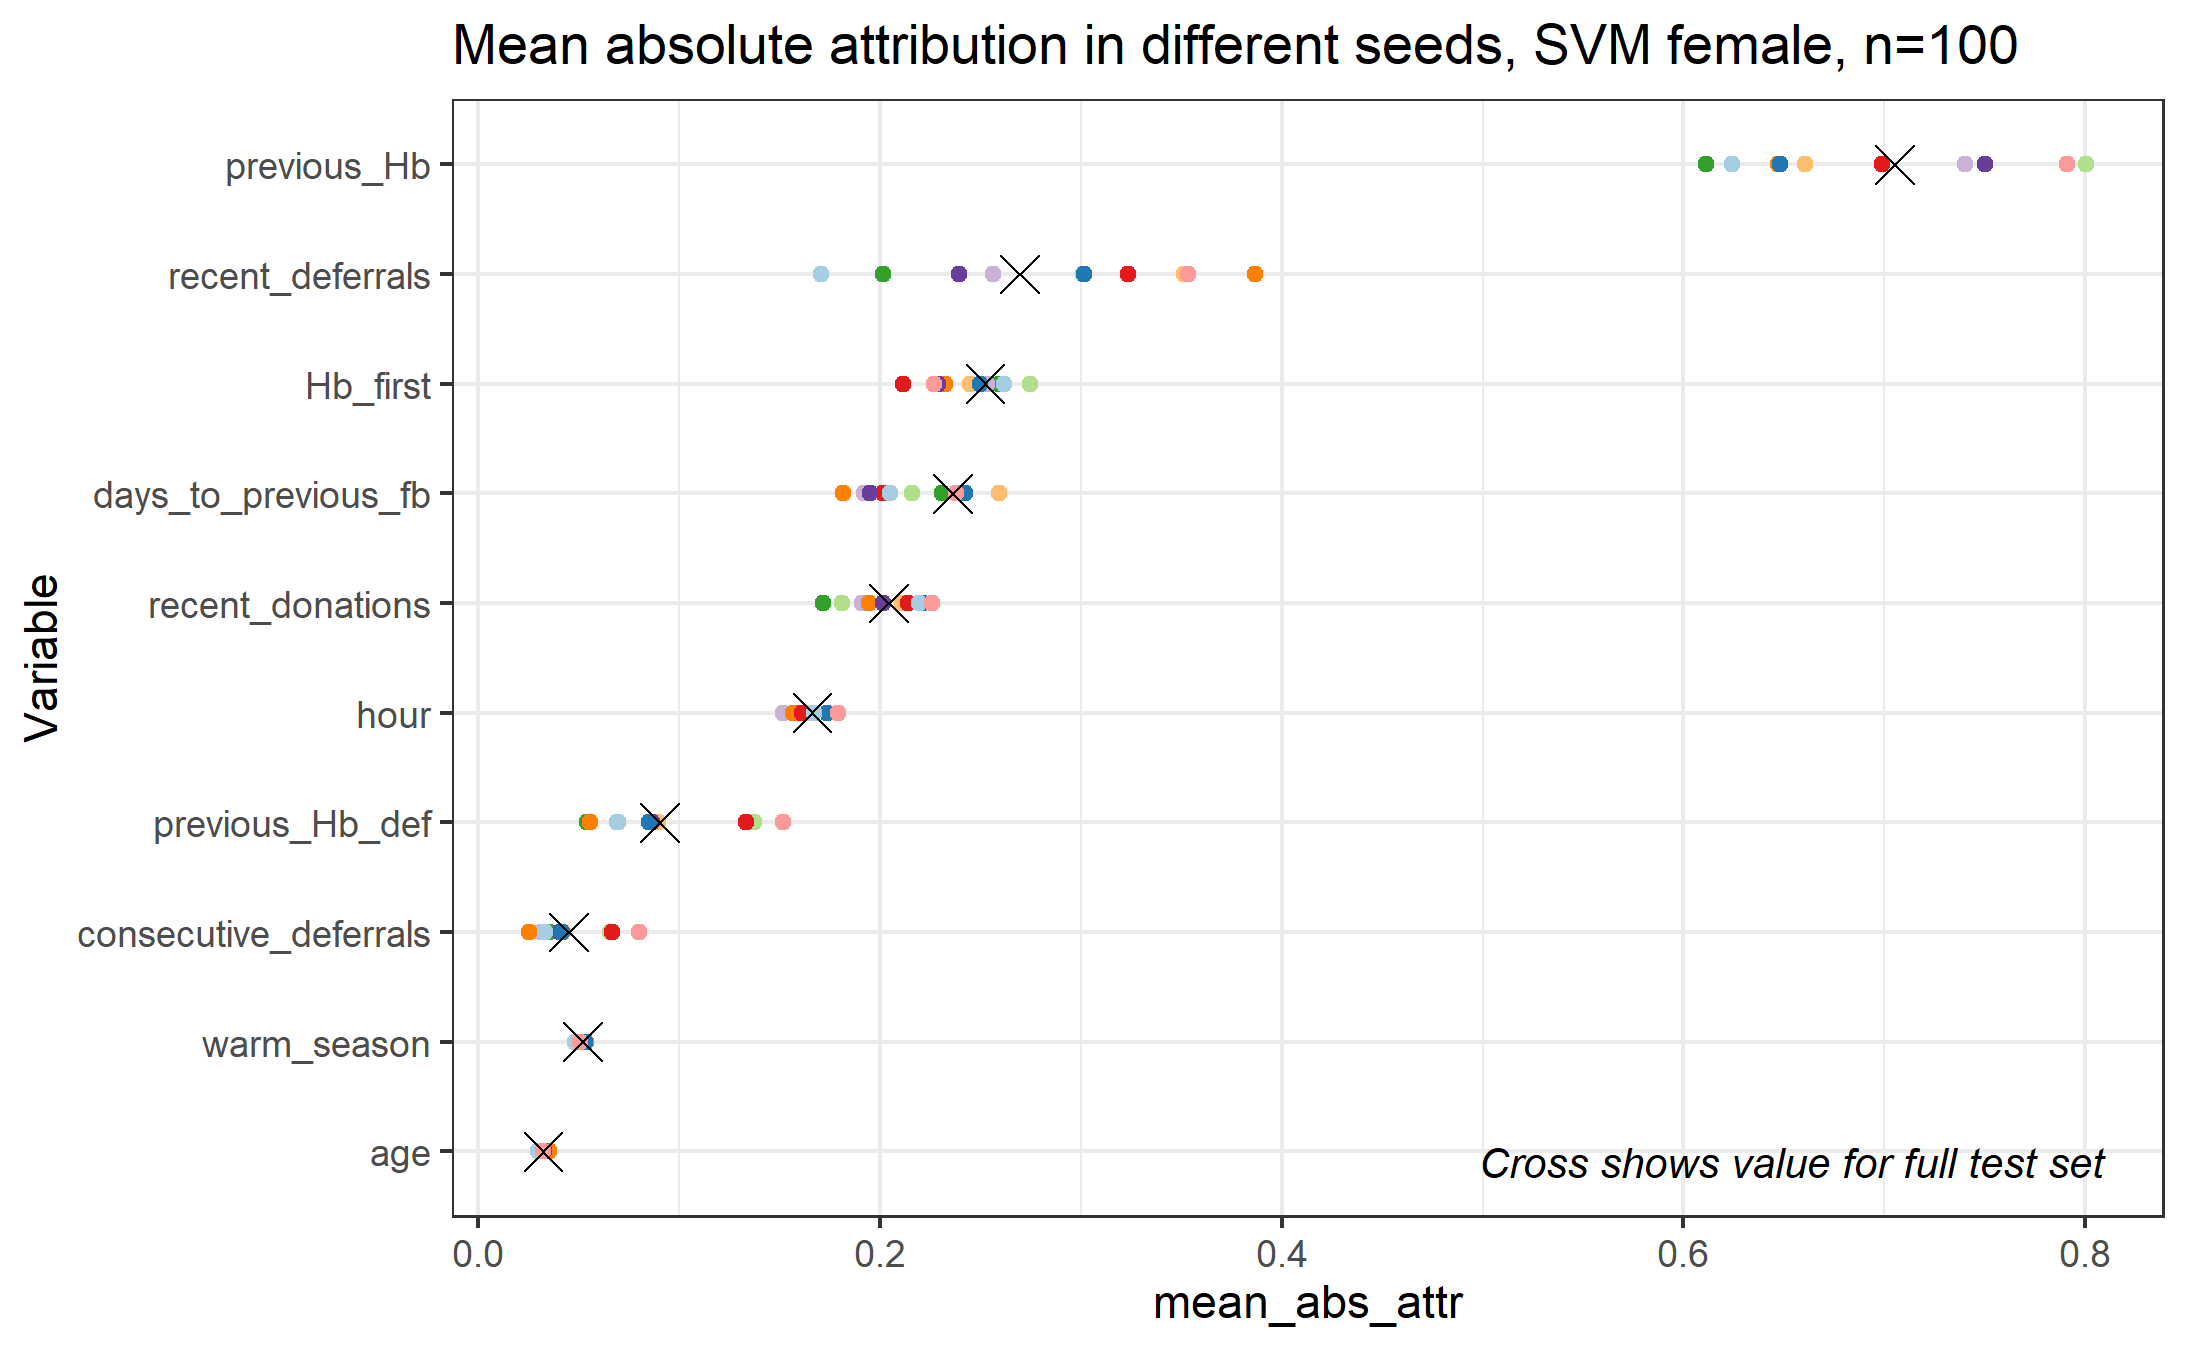 Mean absolute attribution in different seeds, SVM female, n=100
previous_Hb
recent_deferrals
Hb_first
days_to_previous_fb
recent_donations
hour
previous_Hb_def
consecutive_deferrals
warm_season
age
Variable
Cross shows value for full test set
0.0 0.2 0.4 0.6 0.8
mean_abs_attr